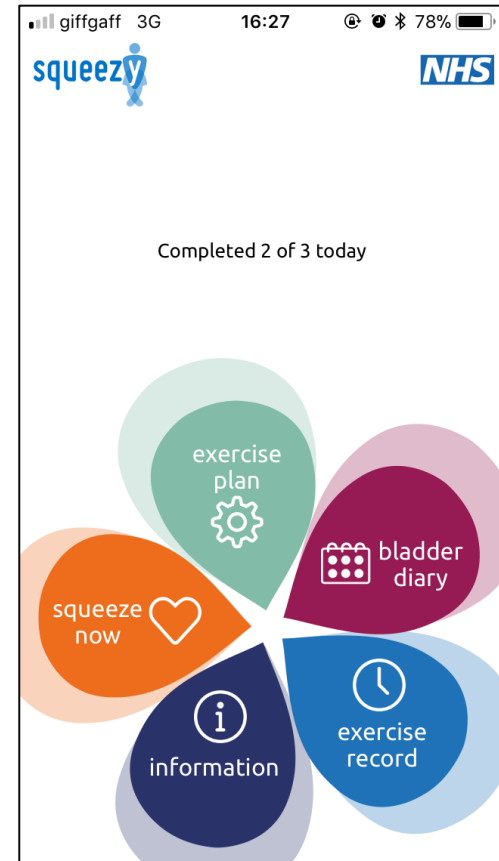 giffgaff 3G 16:27 78%
squeezy NHS
Completed 2 of 3 today
exercise
plan
bladder
diary
squeeze
now
exercise
record
information